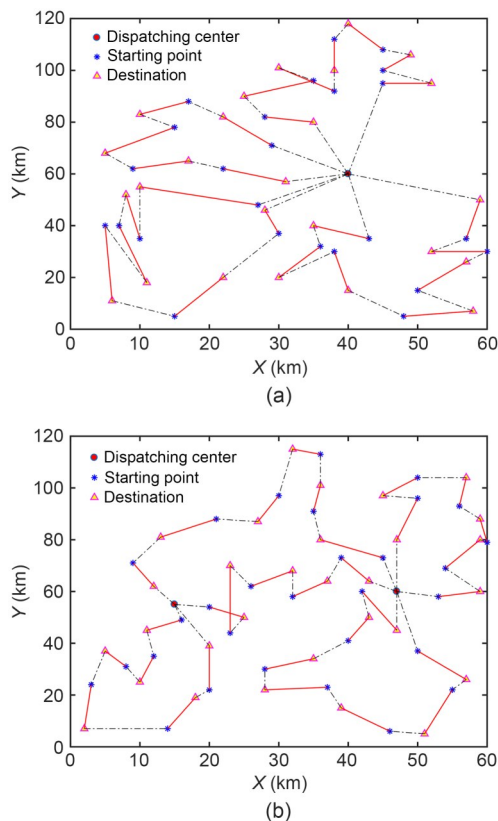 120
100
80
60
40
20
0
Y (km)
Dispatching center
Starting point
Destination
0 10 20 30 40 50 60
X (km)
(a)
120
100
80
60
40
20
0
Y (km)
Dispatching center
Starting point
Destination
0 10 20 30 40 50 60
X (km)
(b)